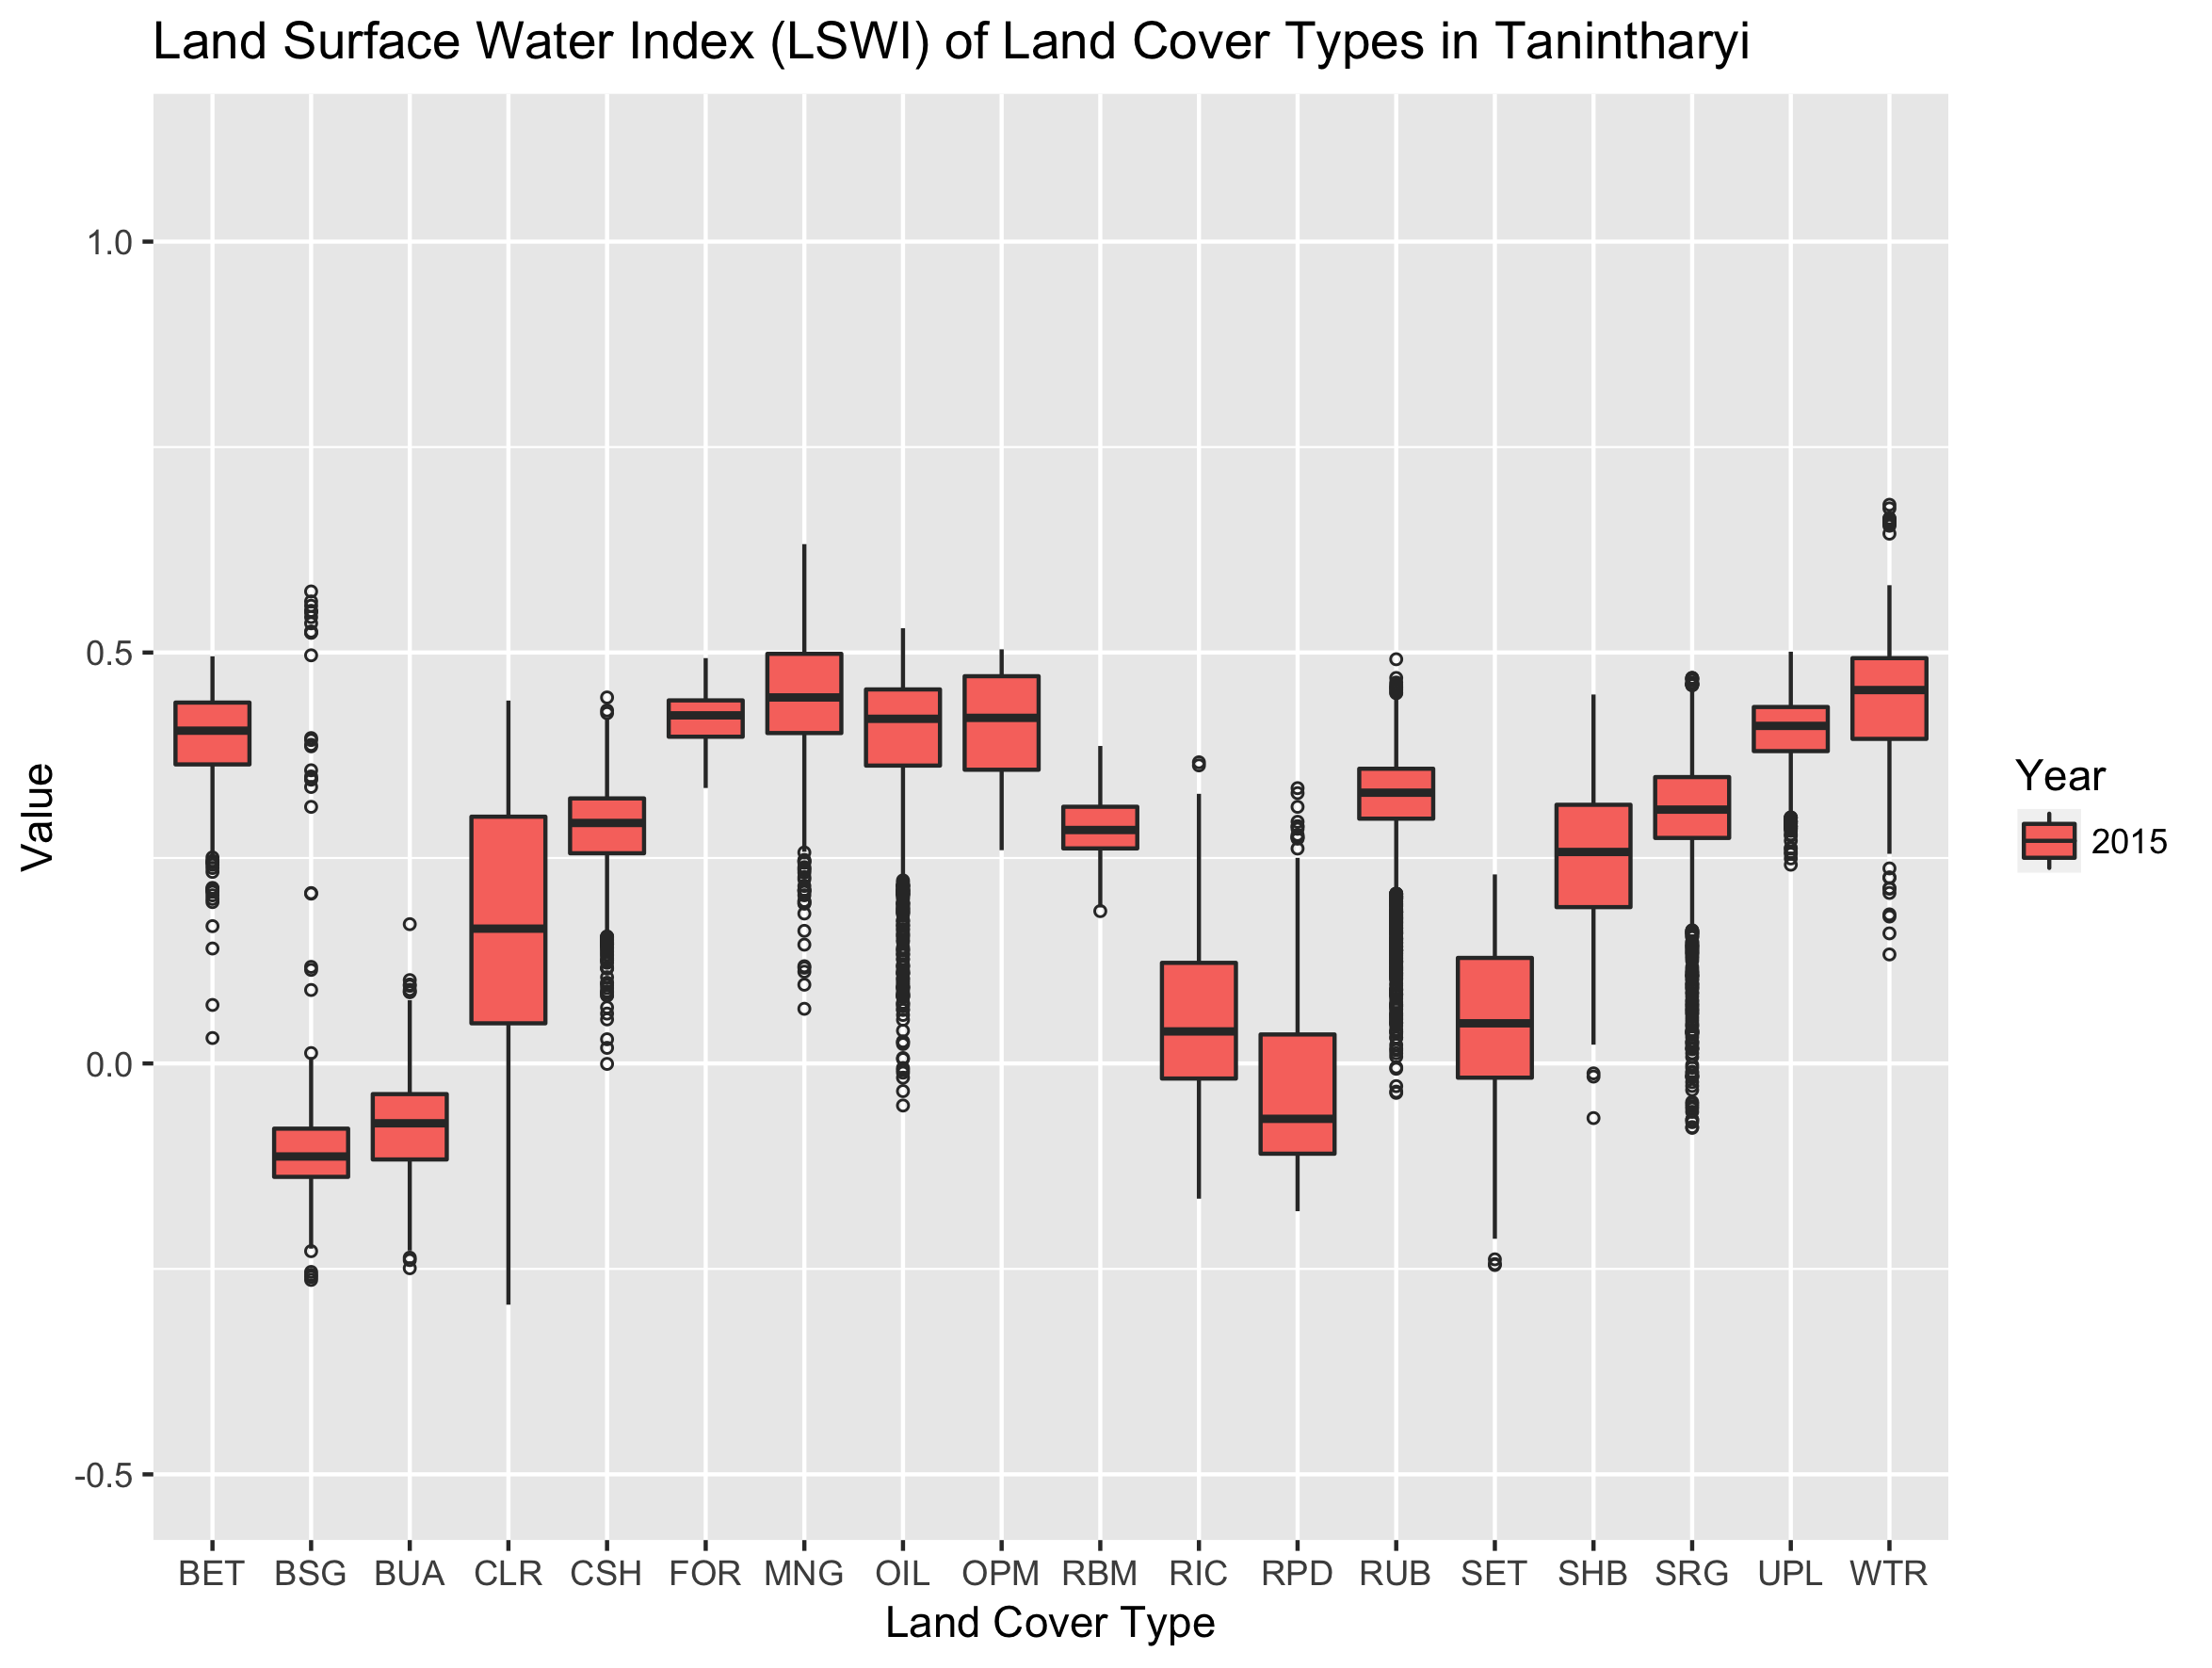 Land Surface Water Index (LSWI) of Land Cover Types in Tanintharyi
1.0
0.5
0.0
-0.5
Value
BET BSG BUA CLR CSH FOR MNG OIL OPM RBM RIC RPD RUB SET SHB SRG UPL WTR
Land Cover Type
Year
2015